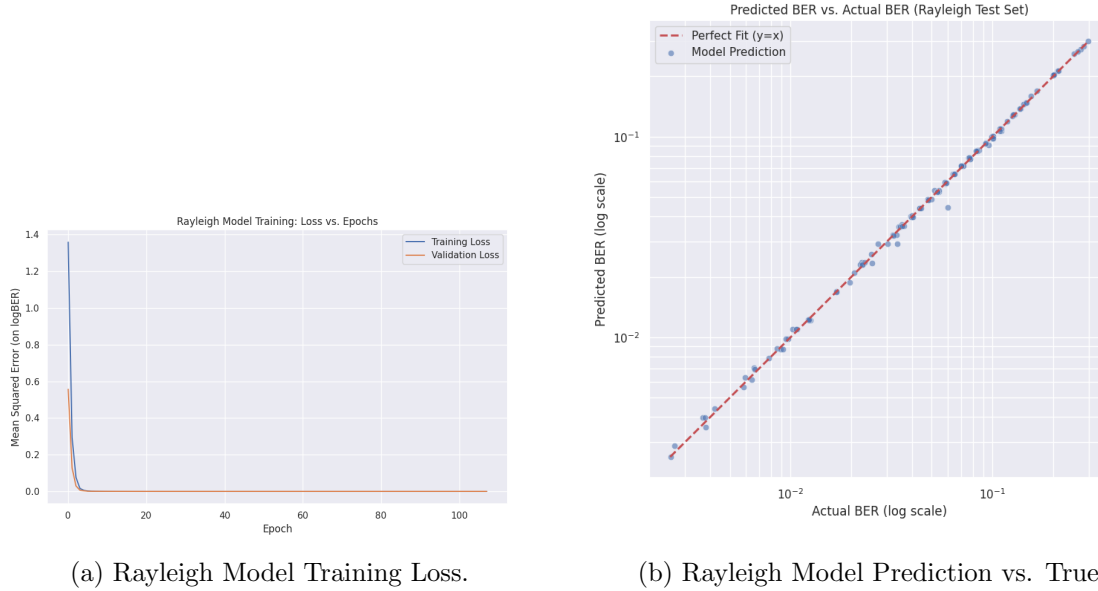 Rayleigh Model Training: Loss vs. Epochs
Training Loss
Validation Loss
Mean Squared Error (on logBER)
1.4
1.2
1.0
0.8
0.6
0.4
0.2
0.0
0
20
40
60
80
100
Epoch
(a) Rayleigh Model Training Loss.
Predicted BER vs. Actual BER (Rayleigh Test Set)
Perfect Fit (y=x)
Model Prediction
Predicted BER (log scale)
10⁻¹
10⁻²
10⁻²
10⁻¹
Actual BER (log scale)
(b) Rayleigh Model Prediction vs. True